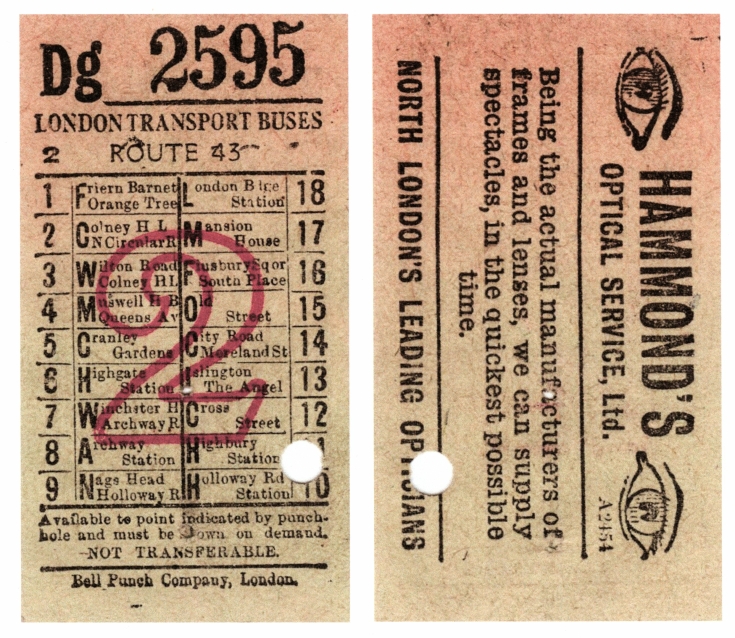 Dg 2595
LONDON TRANSPORT BUSES
2 ROUTE 43
1 Friern Barnet Orange Tree London B'ge Station 18
2 Colney H L N Circular R Mansion House 17
3 Wilton Road Colney H L Finsbury Sq or South Place 16
4 Muswell H B Queens Av Old Street 15
5 Cranley Gardens City Road Moreland St 14
6 Highgate Station Islington The Angel 13
7 Winchster H Archway R Cross Street 12
8 Archway Station Highbury Station
9 Nags Head Holloway R Holloway Rd Station 10
2
Available to point indicated by punch-
hole and must be shown on demand.
-NOT TRANSFERABLE.
Bell Punch Company, London.
HAMMOND'S
OPTICAL SERVICE, Ltd.
A2454
Being the actual manufacturers of
frames and lenses, we can supply
spectacles, in the quickest possible
time.
NORTH LONDON'S LEADING OPTICIANS